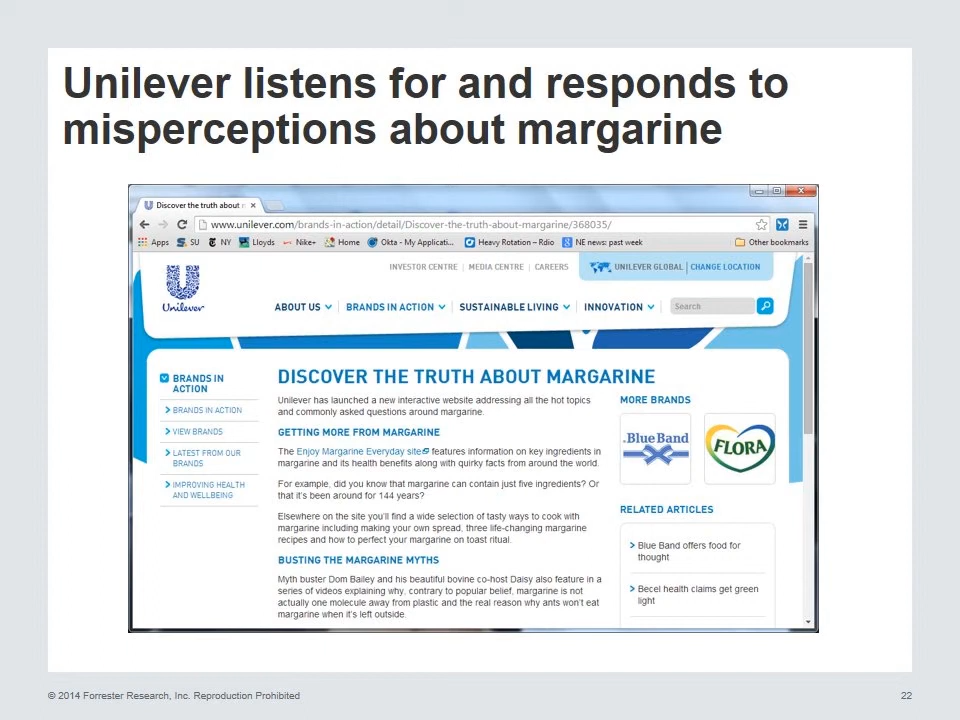 Unilever listens for and responds to
misperceptions about margarine
Discover the truth about
www.unilever.com/brands-in-action/detail/Discover-the-truth-about-margarine/368035/
Apps SU NY Lloyds Nike+ Home Okta - My Applicati... Heavy Rotation – Rdio NE news: past week Other bookmarks
INVESTOR CENTRE | MEDIA CENTRE | CAREERS
UNILEVER GLOBAL | CHANGE LOCATION
Unilever
ABOUT US
BRANDS IN ACTION
SUSTAINABLE LIVING
INNOVATION
Search
BRANDS IN
ACTION
BRANDS IN ACTION
VIEW BRANDS
LATEST FROM OUR
BRANDS
IMPROVING HEALTH
AND WELLBEING
DISCOVER THE TRUTH ABOUT MARGARINE
Unilever has launched a new interactive website addressing all the hot topics
and commonly asked questions around margarine.
GETTING MORE FROM MARGARINE
The Enjoy Margarine Everyday site features information on key ingredients in
margarine and its health benefits along with quirky facts from around the world.
For example, did you know that margarine can contain just five ingredients? Or
that it's been around for 144 years?
Elsewhere on the site you'll find a wide selection of tasty ways to cook with
margarine including making your own spread, three life-changing margarine
recipes and how to perfect your margarine on toast ritual.
BUSTING THE MARGARINE MYTHS
Myth buster Dom Bailey and his beautiful bovine co-host Daisy also feature in a
series of videos explaining why, contrary to popular belief, margarine is not
actually one molecule away from plastic and the real reason why ants won't eat
margarine when it's left outside.
MORE BRANDS
Blue Band
FLORA
RELATED ARTICLES
Blue Band offers food for
thought
Becel health claims get green
light
© 2014 Forrester Research, Inc. Reproduction Prohibited
22